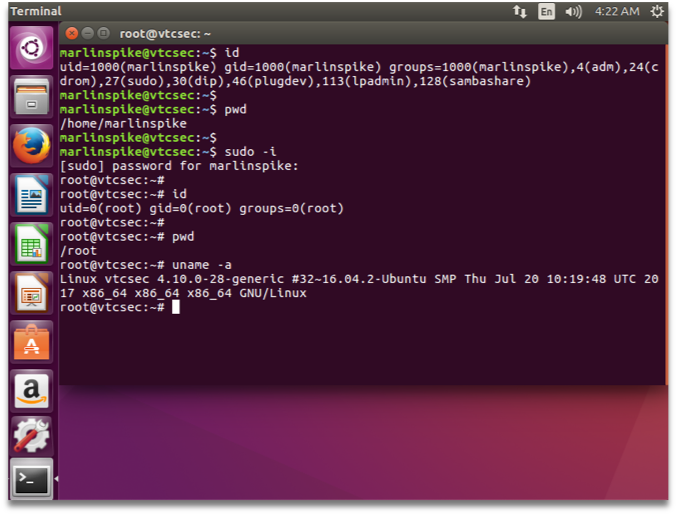 Terminal
En
4:22 AM
root@vtcsec: ~
marlinspike@vtcsec:~$ id
uid=1000(marlinspike) gid=1000(marlinspike) groups=1000(marlinspike),4(adm),24(c
drom),27(sudo),30(dip),46(plugdev),113(lpadmin),128(sambashare)
marlinspike@vtcsec:~$
marlinspike@vtcsec:~$ pwd
/home/marlinspike
marlinspike@vtcsec:~$
marlinspike@vtcsec:~$ sudo -i
[sudo] password for marlinspike:
root@vtcsec:~#
root@vtcsec:~# id
uid=0(root) gid=0(root) groups=0(root)
root@vtcsec:~#
root@vtcsec:~# pwd
/root
root@vtcsec:~# uname -a
Linux vtcsec 4.10.0-28-generic #32~16.04.2-Ubuntu SMP Thu Jul 20 10:19:48 UTC 20
17 x86_64 x86_64 x86_64 GNU/Linux
root@vtcsec:~#